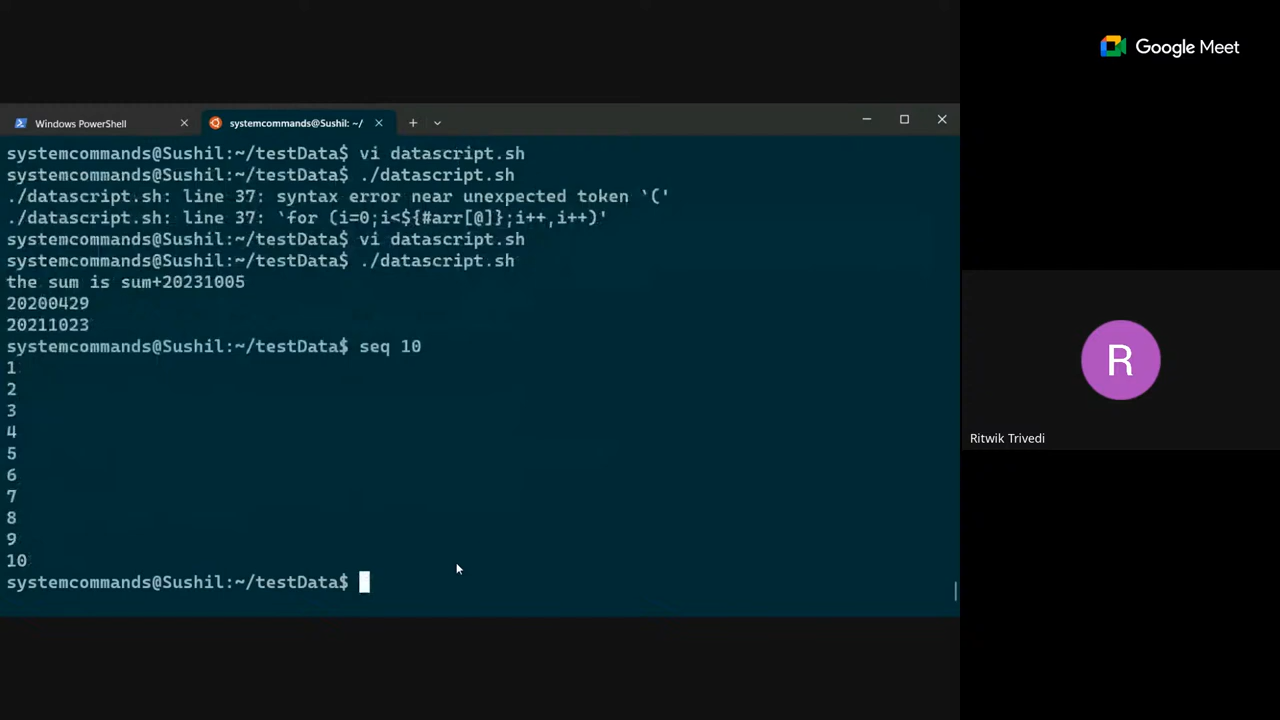 Google Meet
Windows PowerShell
systemcommands@Sushil: ~/
systemcommands@Sushil:~/testData$ vi datascript.sh
systemcommands@Sushil:~/testData$ ./datascript.sh
./datascript.sh: line 37: syntax error near unexpected token `('
./datascript.sh: line 37: `for (i=0;i<${#arr[@]};i++,i++)'
systemcommands@Sushil:~/testData$ vi datascript.sh
systemcommands@Sushil:~/testData$ ./datascript.sh
the sum is sum+20231005
20200429
20211023
systemcommands@Sushil:~/testData$ seq 10
1
2
3
4
5
6
7
8
9
10
systemcommands@Sushil:~/testData$
R
Ritwik Trivedi